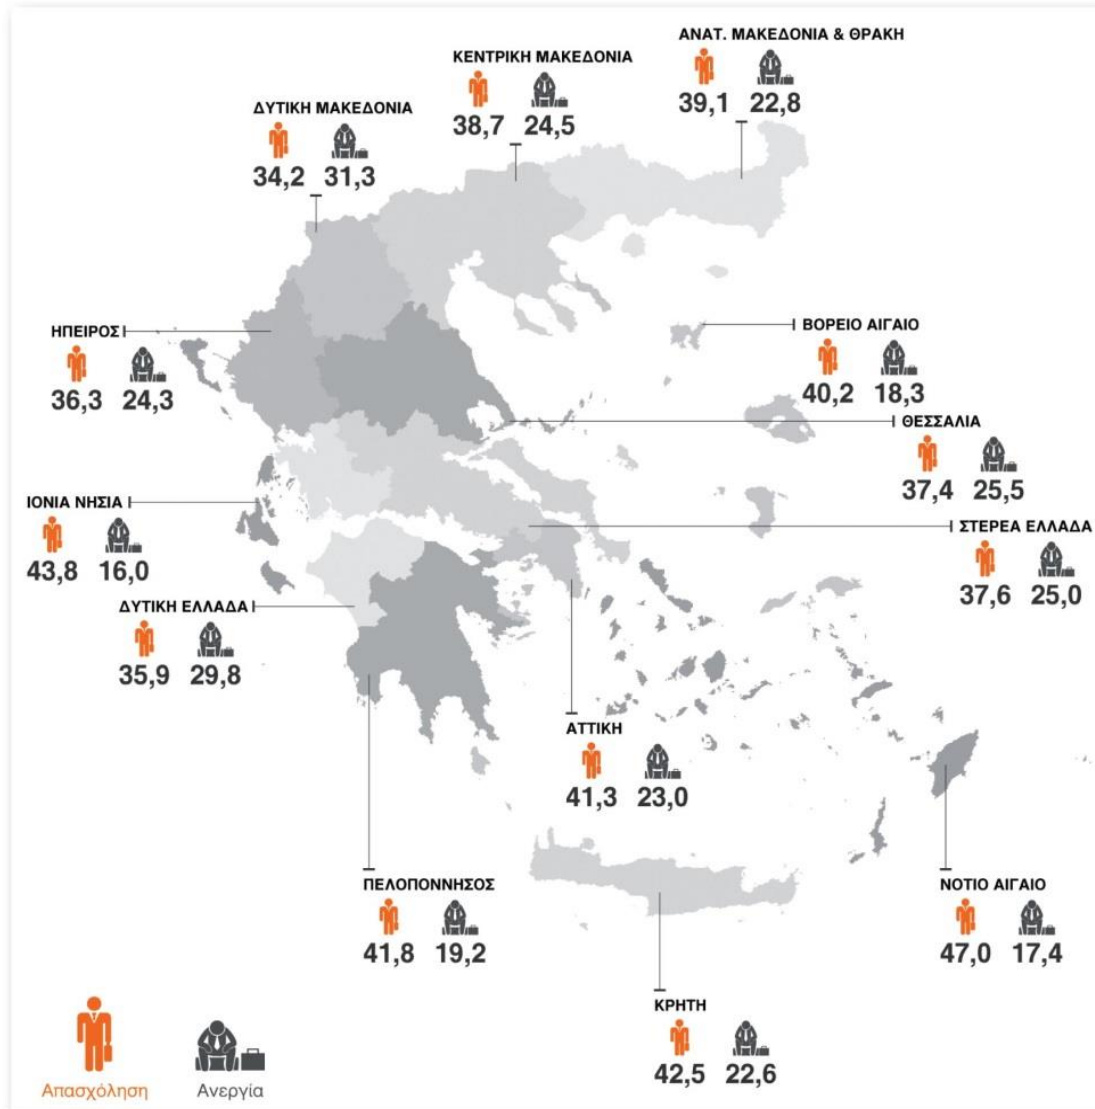 ΑΝΑΤ. ΜΑΚΕΔΟΝΙΑ & ΘΡΑΚΗ
39,1 22,8
ΚΕΝΤΡΙΚΗ ΜΑΚΕΔΟΝΙΑ
38,7 24,5
ΔΥΤΙΚΗ ΜΑΚΕΔΟΝΙΑ
34,2 31,3
ΗΠΕΙΡΟΣ
36,3 24,3
ΒΟΡΕΙΟ ΑΙΓΑΙΟ
40,2 18,3
ΘΕΣΣΑΛΙΑ
37,4 25,5
ΙΟΝΙΑ ΝΗΣΙΑ
43,8 16,0
ΣΤΕΡΕΑ ΕΛΛΑΔΑ
37,6 25,0
ΔΥΤΙΚΗ ΕΛΛΑΔΑ
35,9 29,8
ΑΤΤΙΚΗ
41,3 23,0
ΠΕΛΟΠΟΝΝΗΣΟΣ
41,8 19,2
ΝΟΤΙΟ ΑΙΓΑΙΟ
47,0 17,4
ΚΡΗΤΗ
42,5 22,6
Απασχόληση Ανεργία